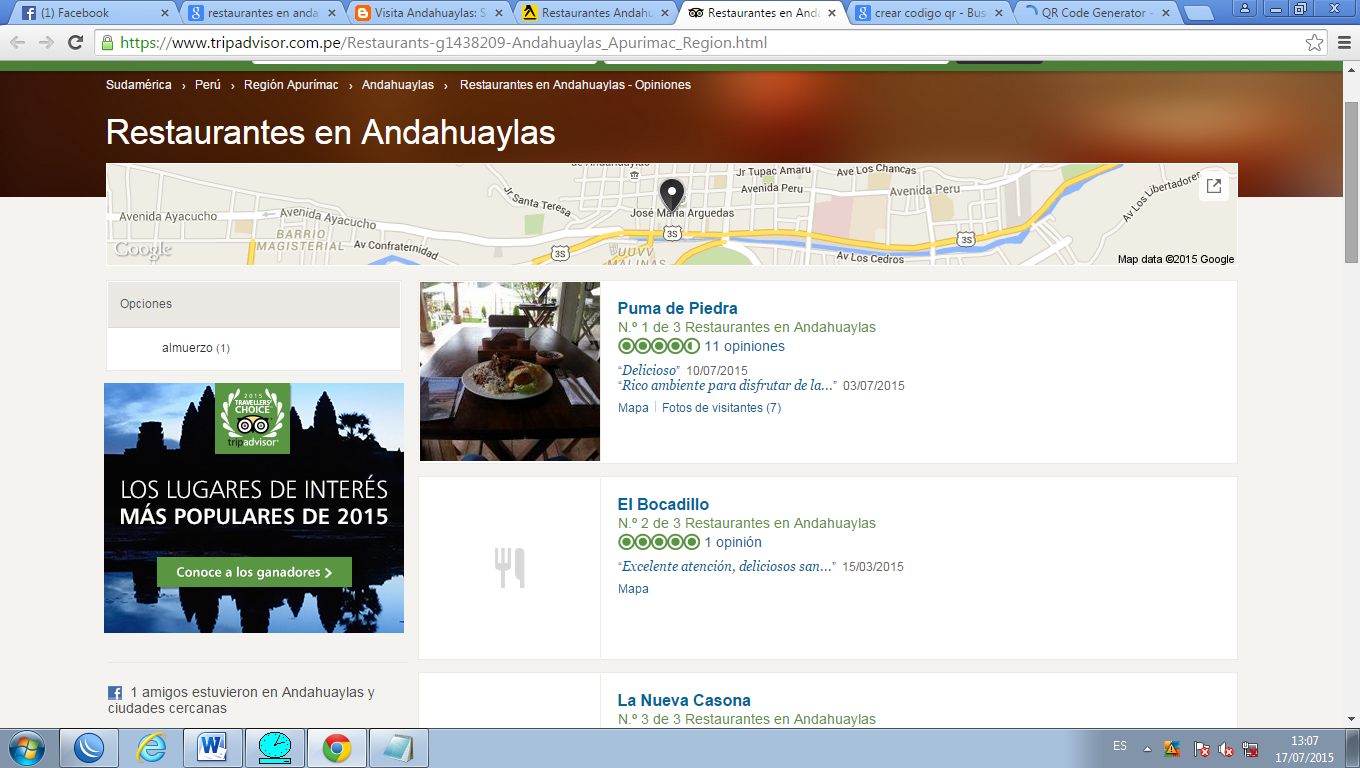 (1) Facebook
restaurantes en anda
Visita Andahuaylas: S
Restaurantes Andahu
Restaurantes en Anda
crear codigo qr - Bus
QR Code Generator -
https://www.tripadvisor.com.pe/Restaurants-g1438209-Andahuaylas_Apurimac_Region.html
Sudamérica › Perú › Región Apurímac › Andahuaylas › Restaurantes en Andahuaylas - Opiniones
Restaurantes en Andahuaylas
Jr Tupac Amaru
Ave Los Chancas
Avenida Peru
Avenida Peru
Av Los Libertadores
Jr Santa Teresa
José María Arguedas
Avenida Ayacucho
Avenida Ayacucho
BARRIO
MAGISTERIAL
Av Confraternidad
3S
3S
3S
UUVV
MALINAS
Av Los Cedros
Google
Map data ©2015 Google
Opciones
almuerzo (1)
Puma de Piedra
N.º 1 de 3 Restaurantes en Andahuaylas
11 opiniones
“Delicioso” 10/07/2015
“Rico ambiente para disfrutar de la...” 03/07/2015
Mapa | Fotos de visitantes (7)
2015
TRAVELLERS'
CHOICE
tripadvisor
LOS LUGARES DE INTERÉS
MÁS POPULARES DE 2015
Conoce a los ganadores >
El Bocadillo
N.º 2 de 3 Restaurantes en Andahuaylas
1 opinión
“Excelente atención, deliciosos san...” 15/03/2015
Mapa
1 amigos estuvieron en Andahuaylas y
ciudades cercanas
La Nueva Casona
N.º 3 de 3 Restaurantes en Andahuaylas
ES
13:07
17/07/2015